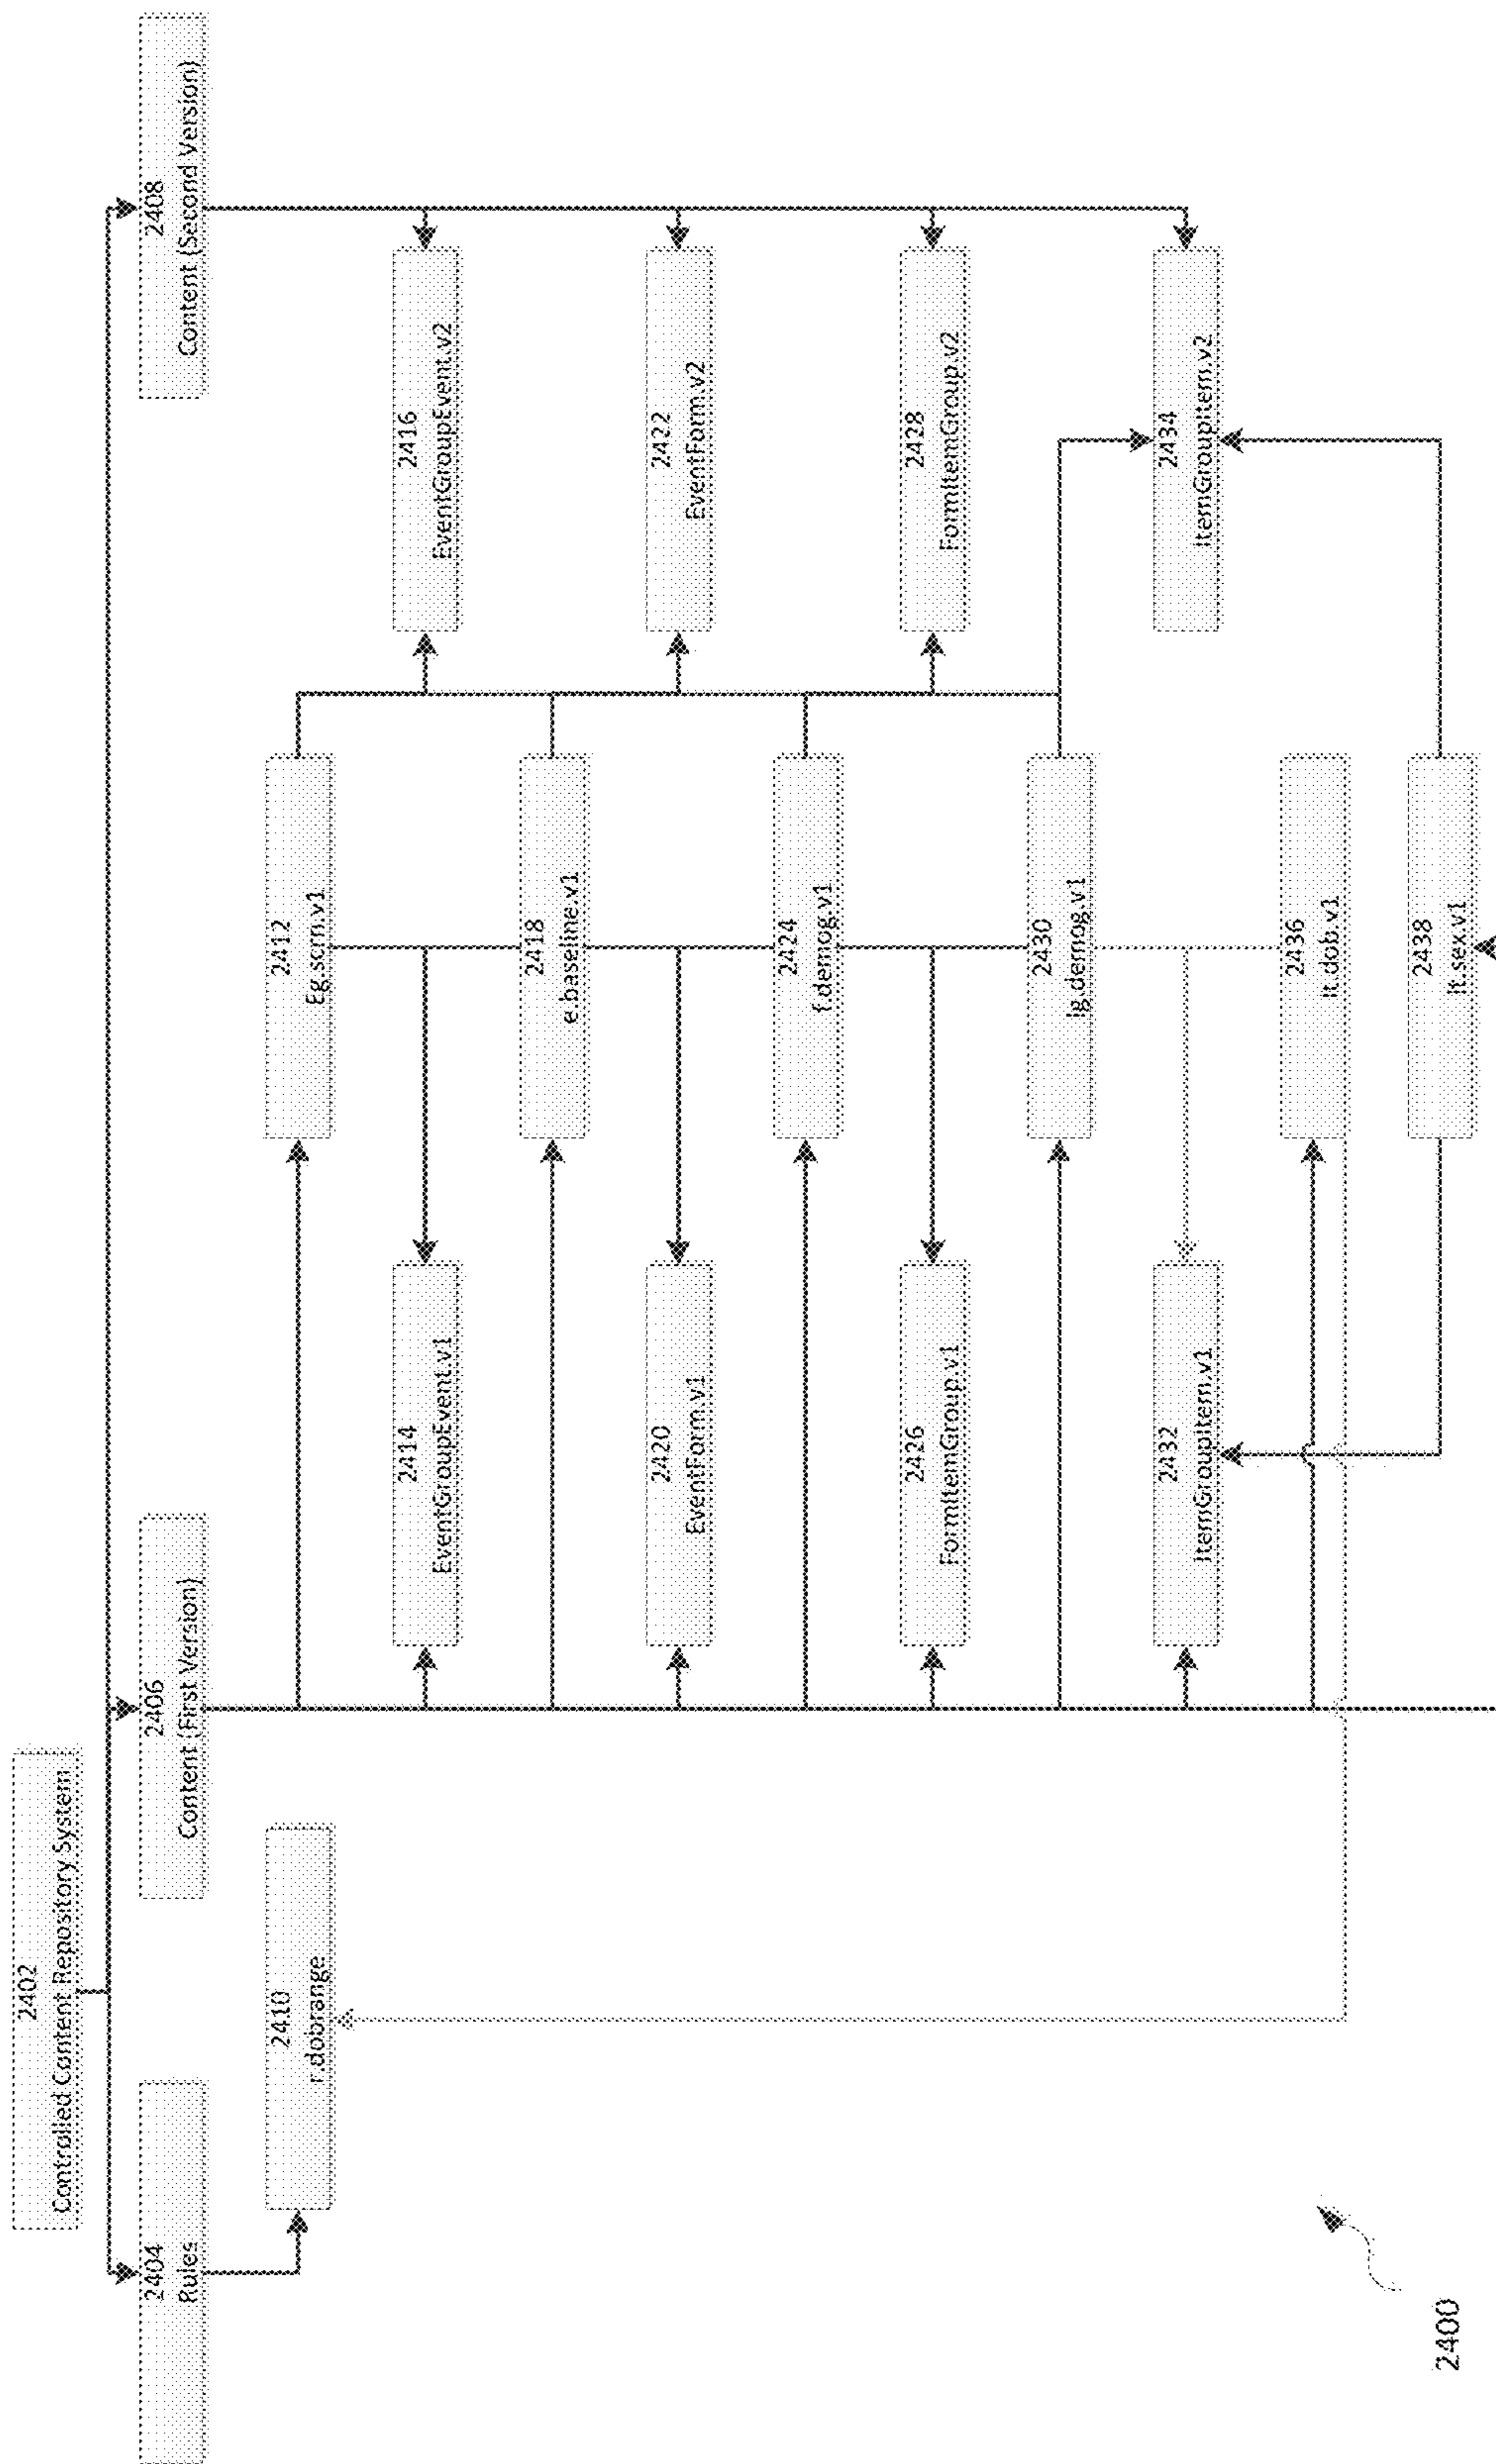 2402
Controlled Content Repository System
2404
Rules
2406
Content (First Version)
2408
Content (Second Version)
2410
r.dobrange
2412
Eg.scrn.v1
2414
EventGroupEvent.v1
2416
EventGroupEvent.v2
2418
e.baseline.v1
2420
EventForm.v1
2422
EventForm.v2
2424
f.demog.v1
2426
FormItemGroup.v1
2428
FormItemGroup.v2
2430
Ig.demog.v1
2432
ItemGroupItem.v1
2434
ItemGroupItem.v2
2436
It.dob.v1
2438
It.sex.v1
2400